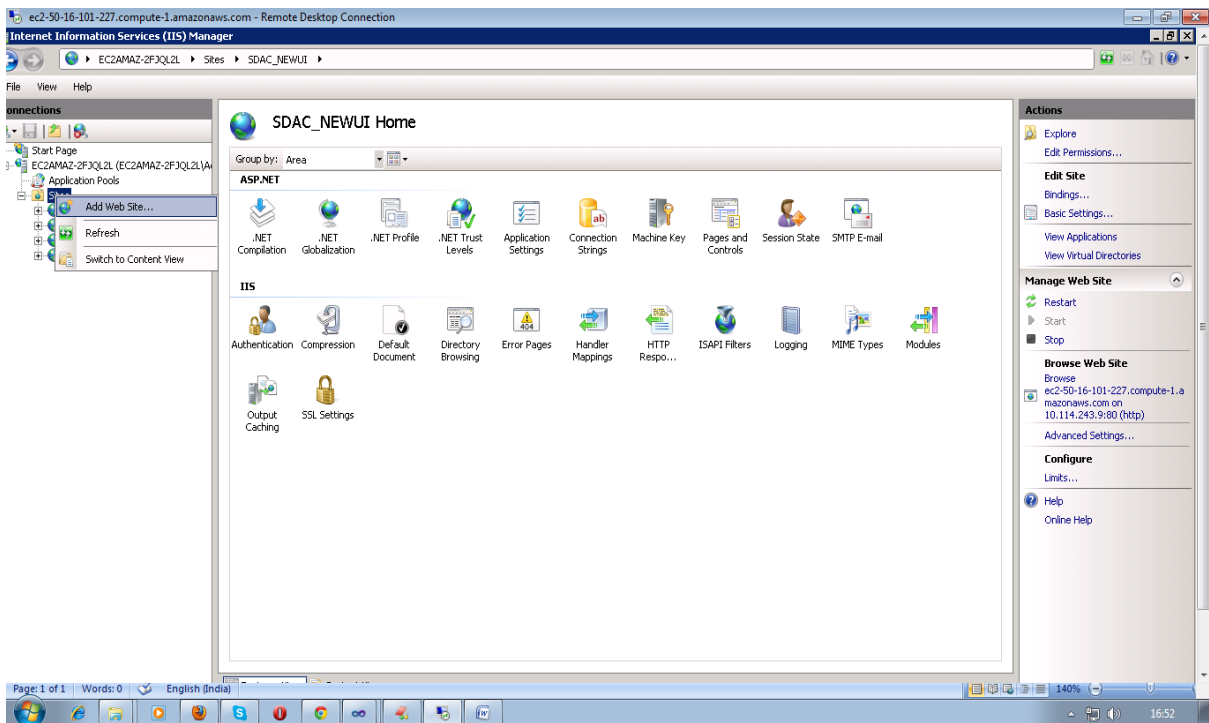 ec2-50-16-101-227.compute-1.amazonaws.com - Remote Desktop Connection
Internet Information Services (IIS) Manager
EC2AMAZ-2FJQL2L ▸ Sites ▸ SDAC_NEWUI ▸
File View Help
onnections
Start Page
EC2AMAZ-2FJQL2L (EC2AMAZ-2FJQL2L\A
Application Pools
Add Web Site...
Refresh
Switch to Content View
SDAC_NEWUI Home
Group by: Area
ASP.NET
.NET Compilation
.NET Globalization
.NET Profile
.NET Trust Levels
Application Settings
Connection Strings
Machine Key
Pages and Controls
Session State
SMTP E-mail
IIS
Authentication
Compression
Default Document
Directory Browsing
Error Pages
Handler Mappings
HTTP Respo...
ISAPI Filters
Logging
MIME Types
Modules
Output Caching
SSL Settings
Actions
Explore
Edit Permissions...
Edit Site
Bindings...
Basic Settings...
View Applications
View Virtual Directories
Manage Web Site
Restart
Start
Stop
Browse Web Site
Browse
ec2-50-16-101-227.compute-1.a
mazonaws.com on
10.114.243.9:80 (http)
Advanced Settings...
Configure
Limits...
Help
Online Help
Page: 1 of 1 Words: 0 English (India) 140%
16:52